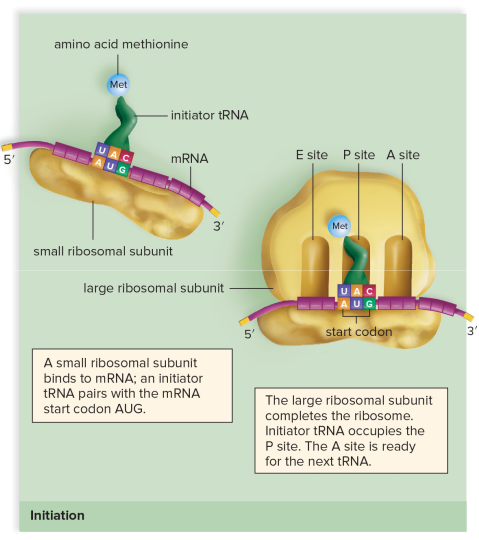 amino acid methionine
Met
initiator tRNA
U A C
A U G
mRNA
5′
3′
small ribosomal subunit
E site P site A site
Met
large ribosomal subunit
U A C
A U G
start codon
5′
3′
A small ribosomal subunit
binds to mRNA; an initiator
tRNA pairs with the mRNA
start codon AUG.
The large ribosomal subunit
completes the ribosome.
Initiator tRNA occupies the
P site. The A site is ready
for the next tRNA.
Initiation